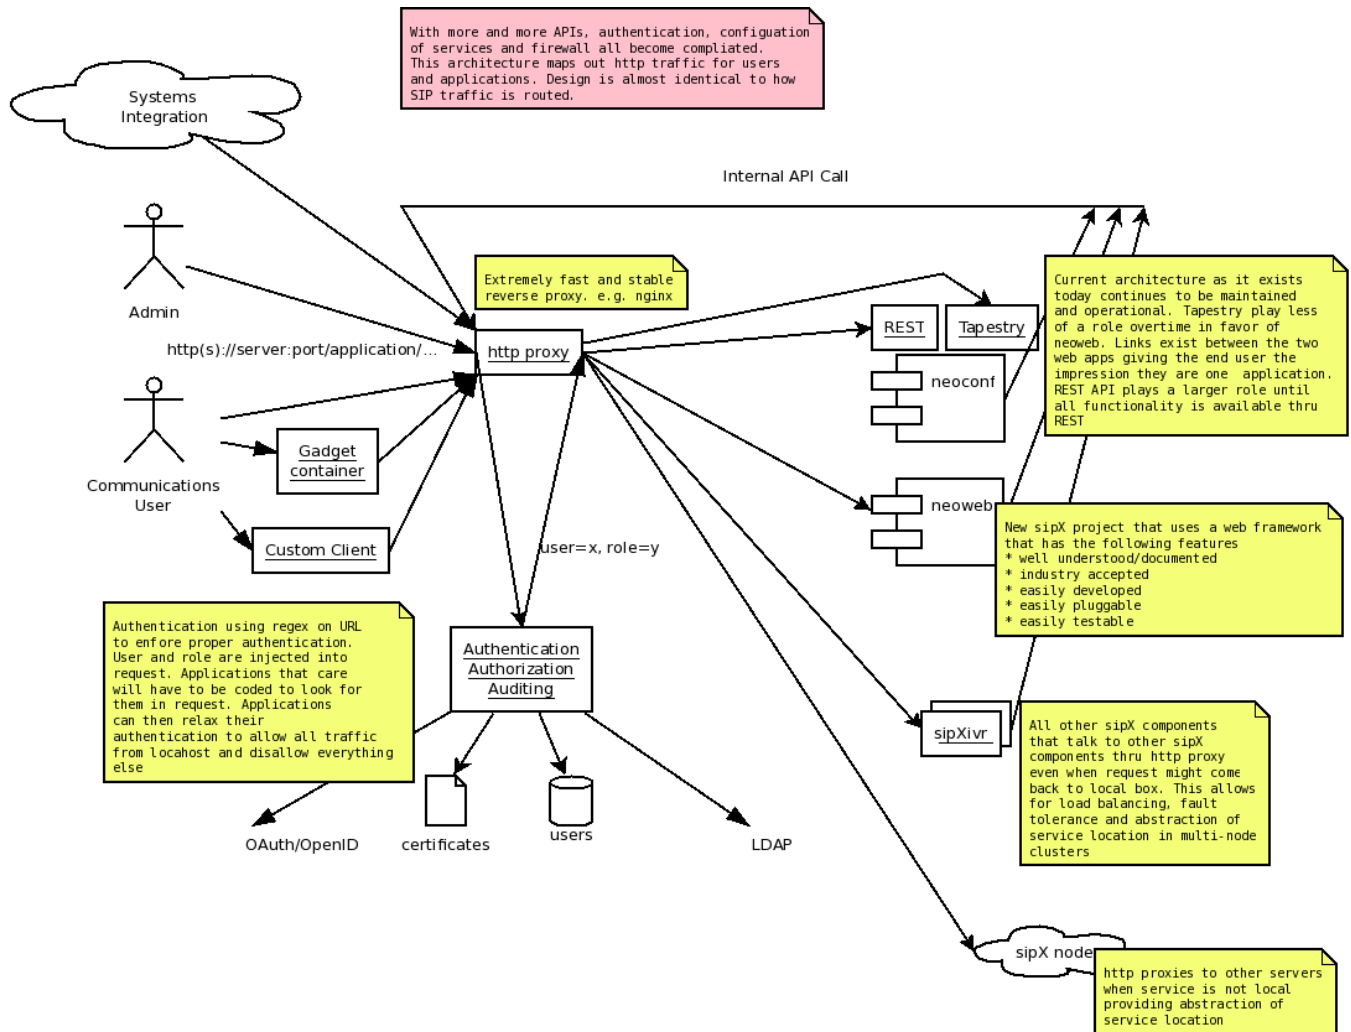 With more and more APIs, authentication, configuation
of services and firewall all become compliated.
This architecture maps out http traffic for users
and applications. Design is almost identical to how
SIP traffic is routed.
Systems
Integration
Internal API Call
Admin
Extremely fast and stable
reverse proxy. e.g. nginx
http(s)://server:port/application/...
http proxy
REST
Tapestry
neoconf
Current architecture as it exists
today continues to be maintained
and operational. Tapestry play less
of a role overtime in favor of
neoweb. Links exist between the two
web apps giving the end user the
impression they are one  application.
REST API plays a larger role until
all functionality is available thru
REST
Communications
User
Gadget
container
Custom Client
neoweb
New sipX project that uses a web framework
that has the following features
* well understood/documented
* industry accepted
* easily developed
* easily pluggable
* easily testable
user=x, role=y
Authentication using regex on URL
to enfore proper authentication.
User and role are injected into
request. Applications that care
will have to be coded to look for
them in request. Applications
can then relax their
authentication to allow all traffic
from locahost and disallow everything
else
Authentication
Authorization
Auditing
sipXivr
All other sipX components
that talk to other sipX
components thru http proxy
even when request might come
back to local box. This allows
for load balancing, fault
tolerance and abstraction of
service location in multi-node
clusters
OAuth/OpenID
certificates
users
LDAP
sipX node
http proxies to other servers
when service is not local
providing abstraction of
service location